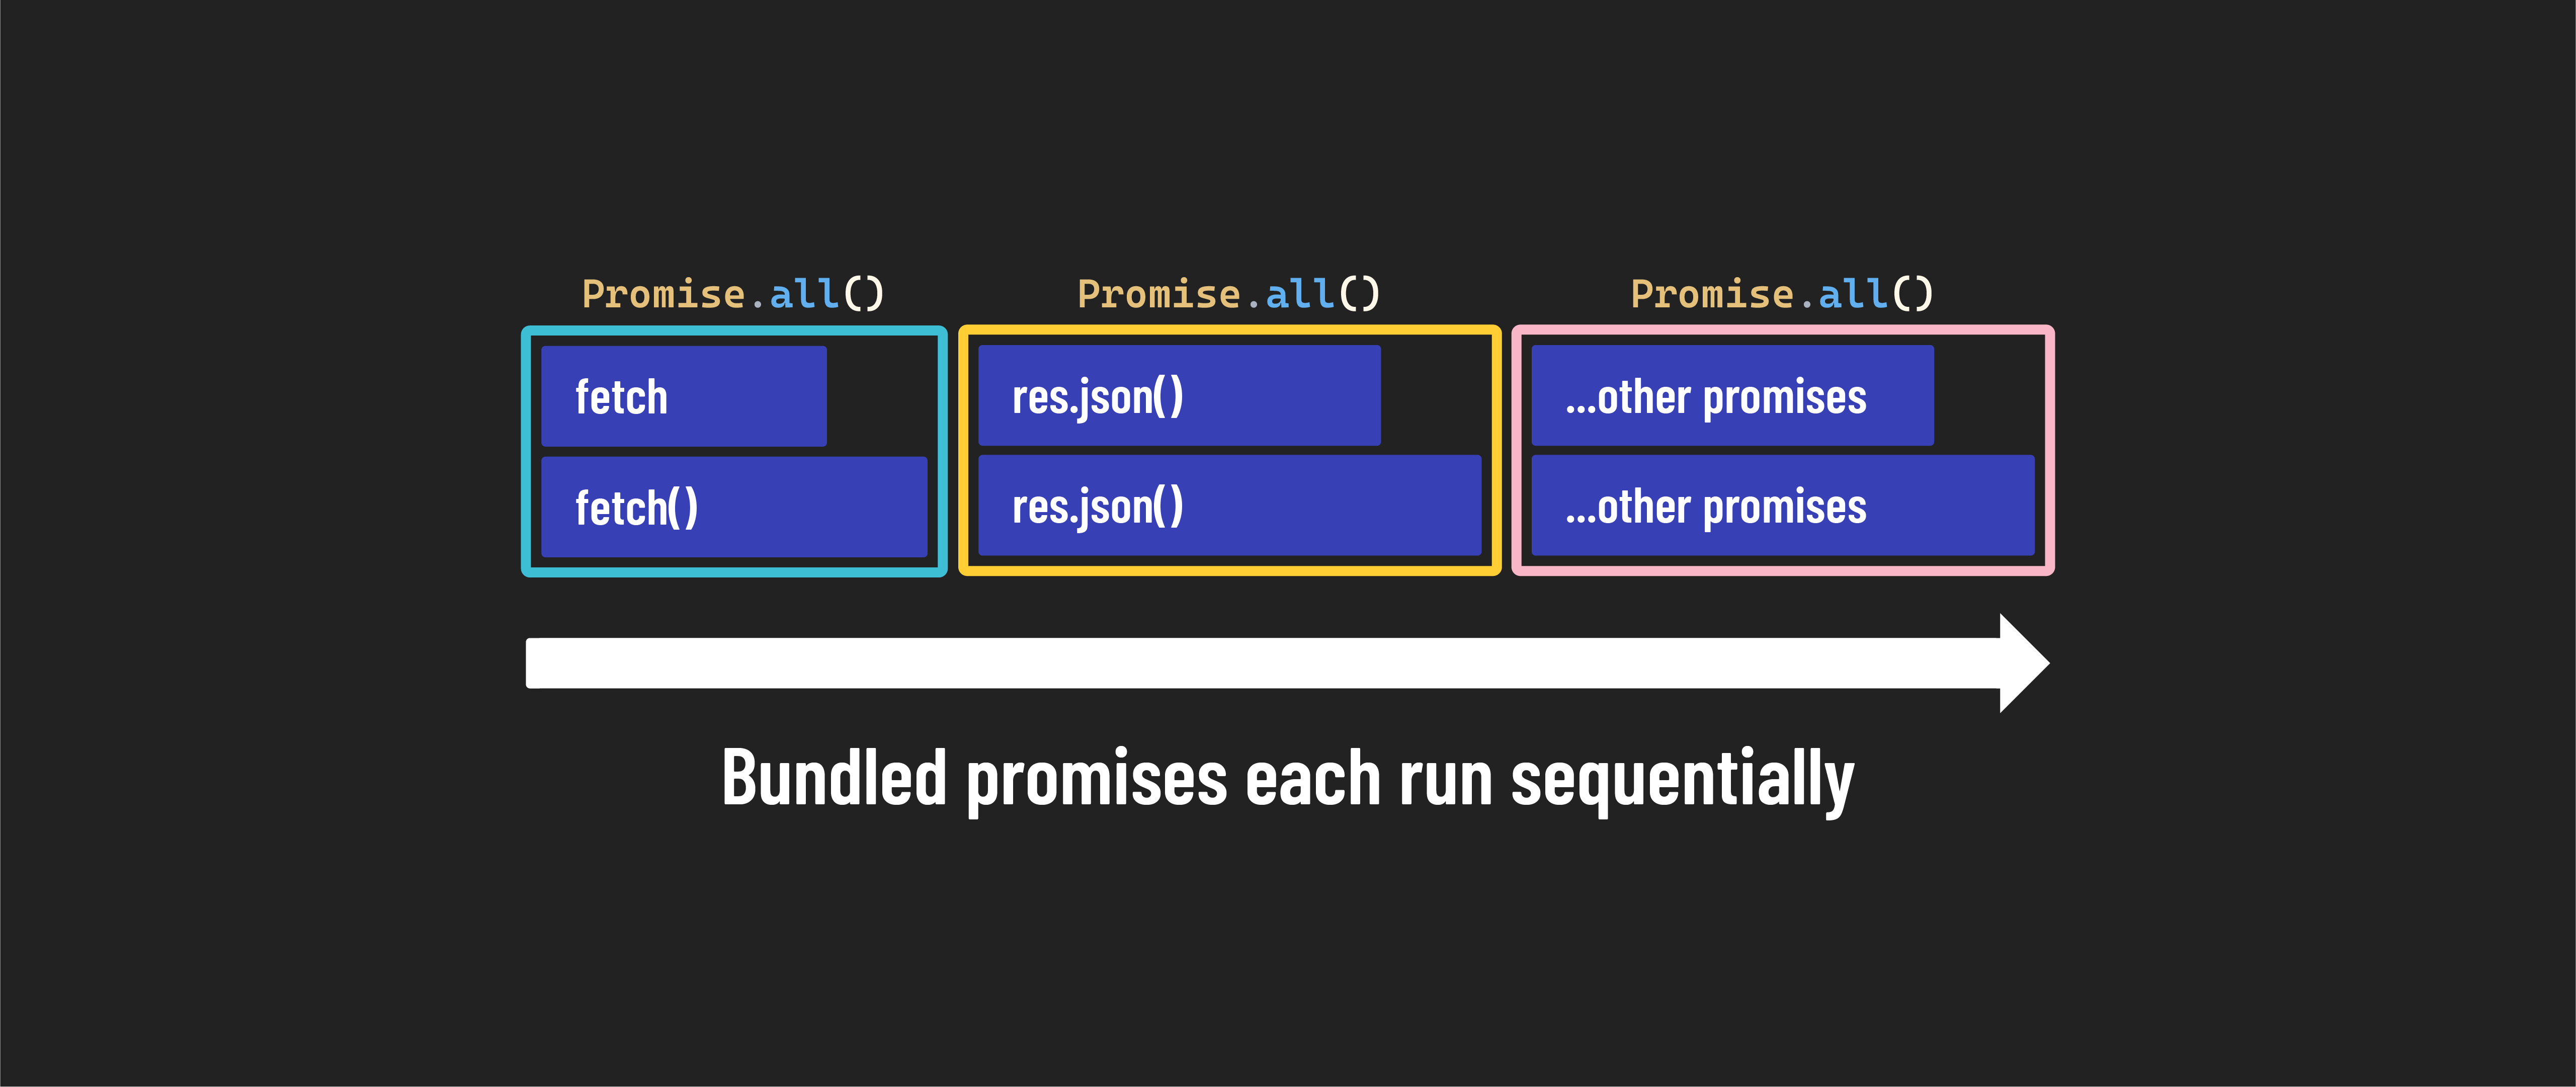 Promise.all() Promise.all() Promise.all()
fetch res.json() ...other promises
fetch() res.json() ...other promises
Bundled promises each run sequentially